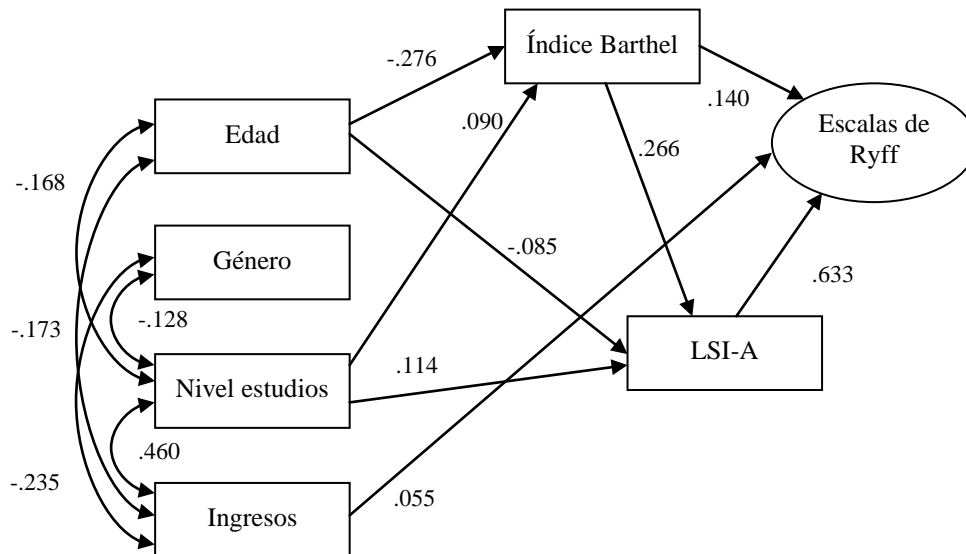 Índice Barthel
-.276
.140
Edad
.090
Escalas de
Ryff
.266
-.168
Género
-.085
.633
-.128
-.173
LSI-A
.114
Nivel estudios
.460
-.235
Ingresos
.055